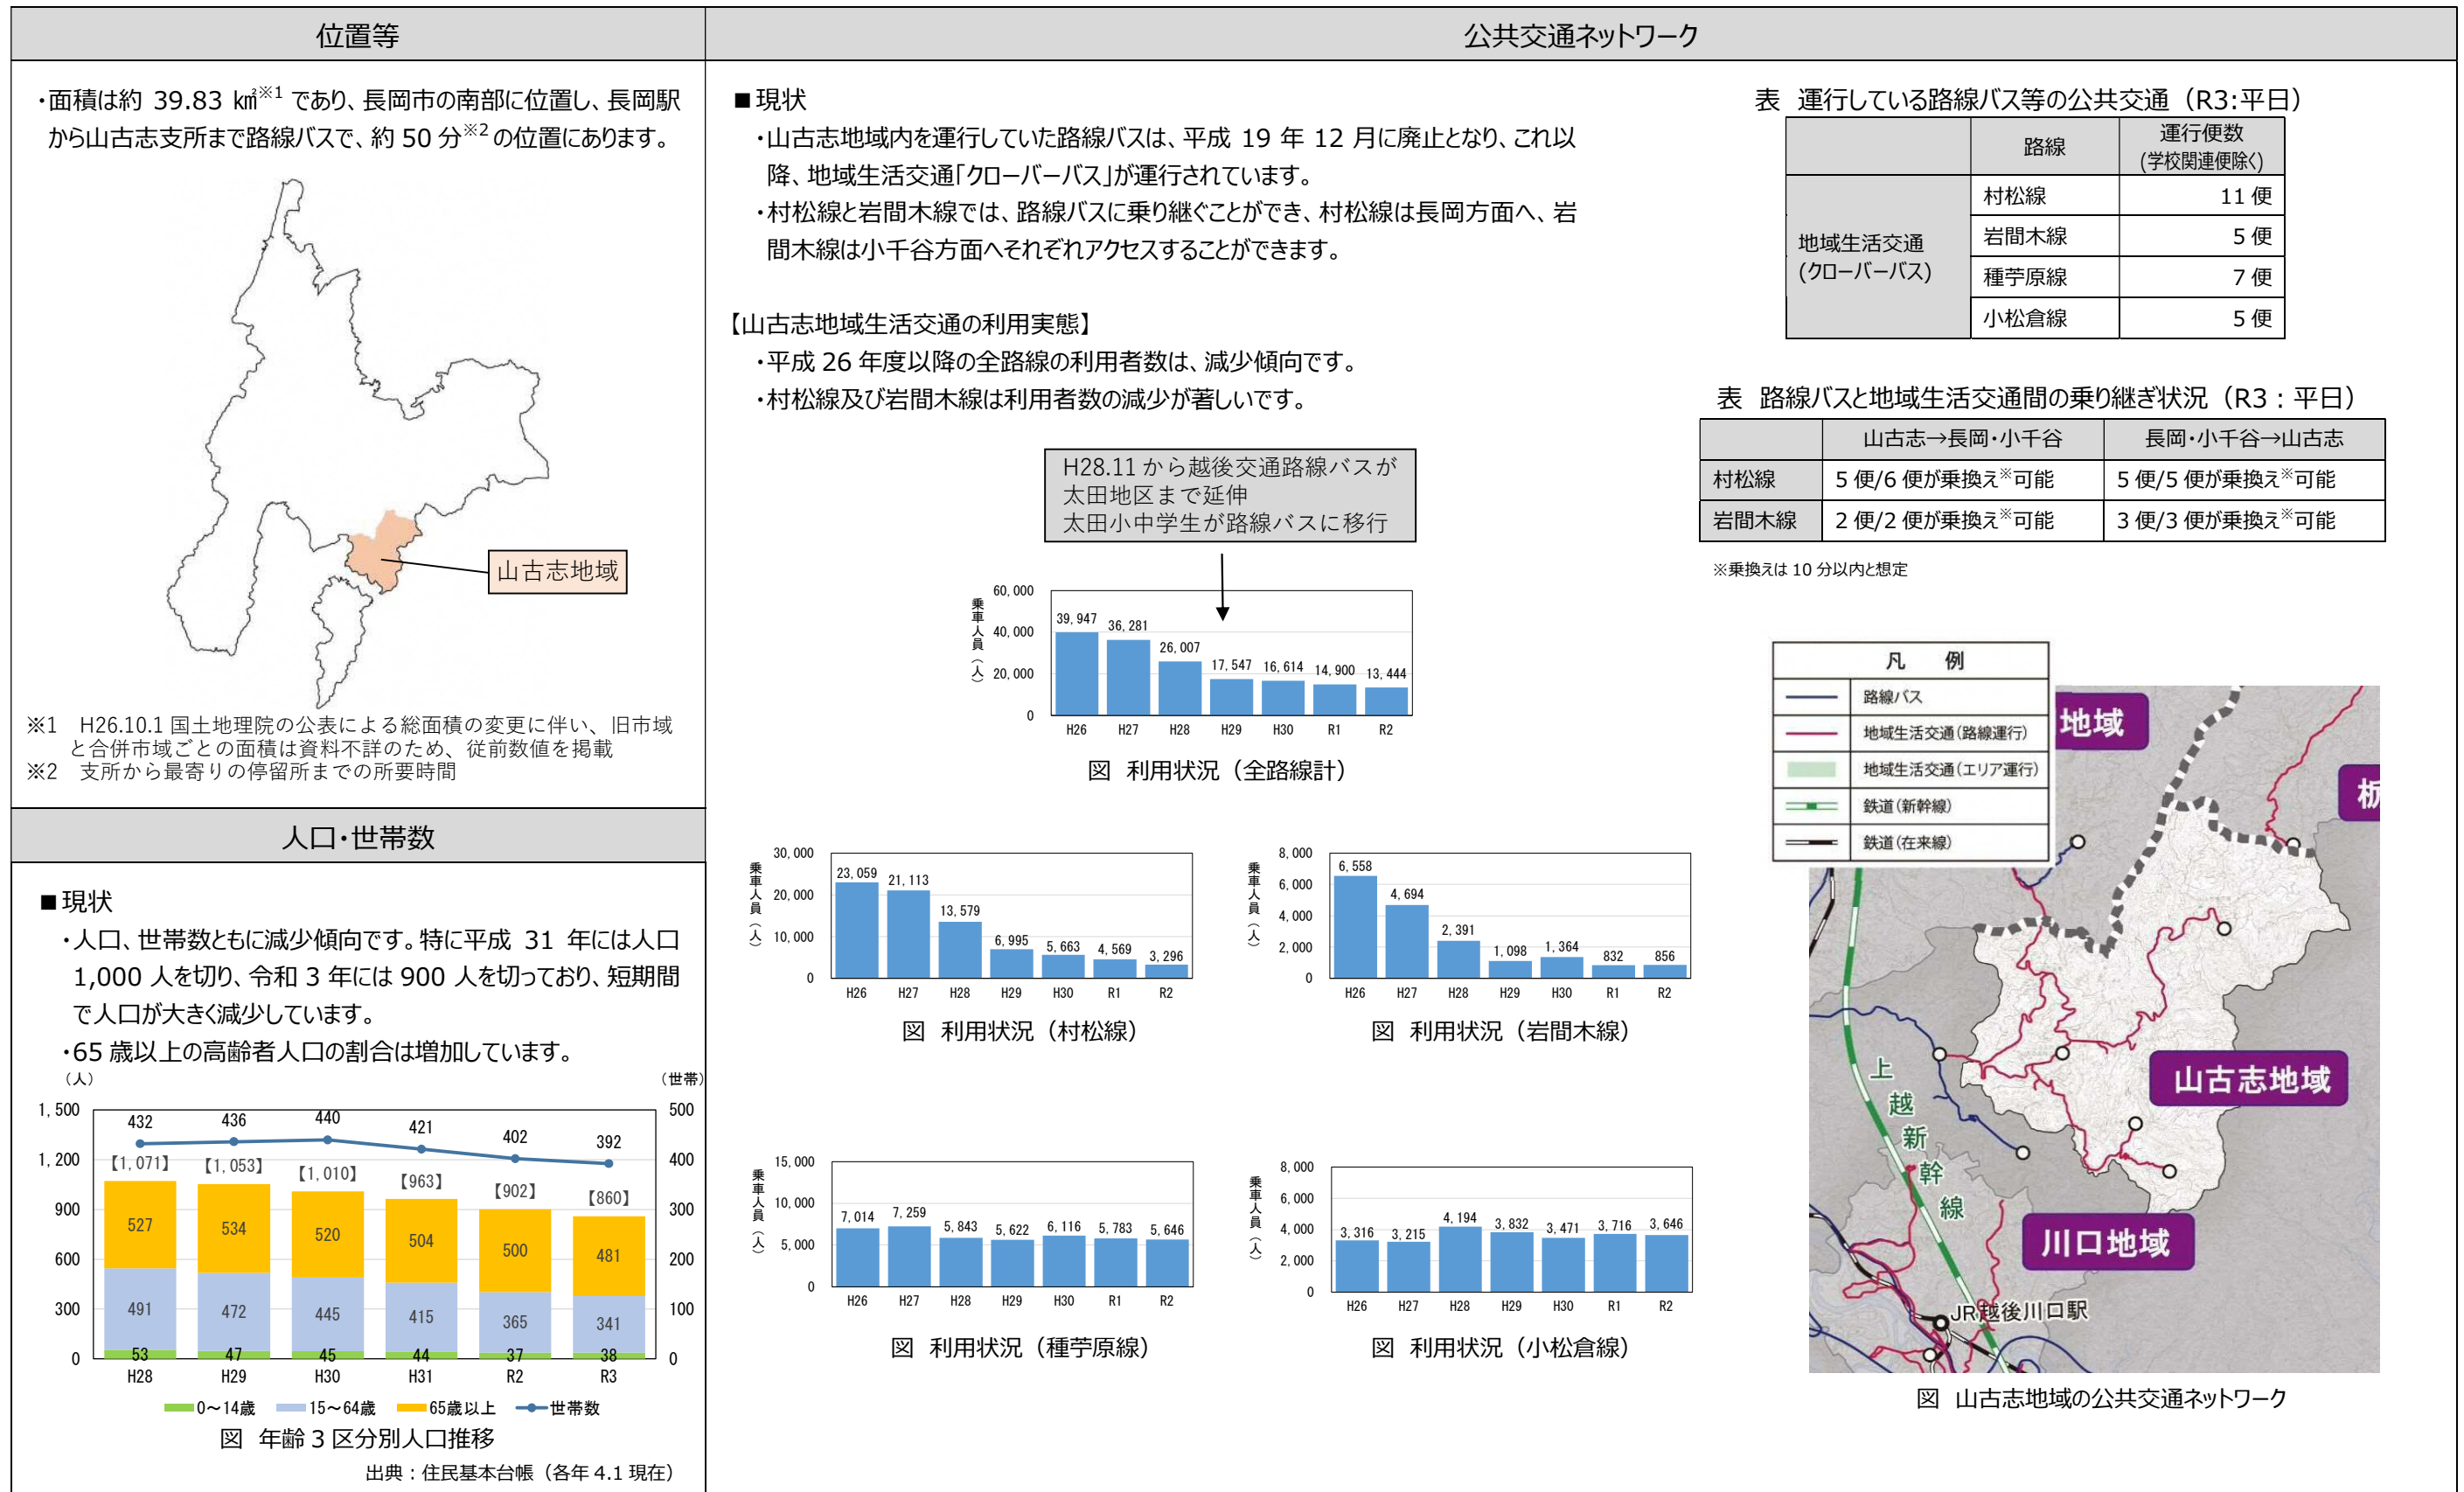 位置等
・面積は約 39.83 ㎢※1 であり、長岡市の南部に位置し、長岡駅
から山古志支所まで路線バスで、約 50 分※2 の位置にあります。
山古志地域
※1 H26.10.1 国土地理院の公表による総面積の変更に伴い、旧市域
と合併市域ごとの面積は資料不詳のため、従前数値を掲載
※2 支所から最寄りの停留所までの所要時間
人口・世帯数
■現状
・人口、世帯数ともに減少傾向です。特に平成 31 年には人口
1,000 人を切り、令和 3 年には 900 人を切っており、短期間
で人口が大きく減少しています。
・65 歳以上の高齢者人口の割合は増加しています。
(人) (世帯)
1,500 1,200 900 600 300 0
500 400 300 200 100 0
432 436 440 421 402 392
【1,071】 【1,053】 【1,010】 【963】 【902】 【860】
527 534 520 504 500 481
491 472 445 415 365 341
53 47 45 44 37 38
H28 H29 H30 H31 R2 R3
0～14歳 15～64歳 65歳以上 世帯数
図 年齢 3 区分別人口推移
出典：住民基本台帳（各年 4.1 現在）
公共交通ネットワーク
■現状
・山古志地域内を運行していた路線バスは、平成 19 年 12 月に廃止となり、これ以
降、地域生活交通「クローバーバス」が運行されています。
・村松線と岩間木線では、路線バスに乗り継ぐことができ、村松線は長岡方面へ、岩
間木線は小千谷方面へそれぞれアクセスすることができます。
【山古志地域生活交通の利用実態】
・平成 26 年度以降の全路線の利用者数は、減少傾向です。
・村松線及び岩間木線は利用者数の減少が著しいです。
H28.11 から越後交通路線バスが
太田地区まで延伸
太田小中学生が路線バスに移行
乗車人員（人）
60,000 40,000 20,000 0
39,947 36,281 26,007 17,547 16,614 14,900 13,444
H26 H27 H28 H29 H30 R1 R2
図 利用状況（全路線計）
乗車人員（人）
30,000 20,000 10,000 0
23,059 21,113 13,579 6,995 5,663 4,569 3,296
H26 H27 H28 H29 H30 R1 R2
図 利用状況（村松線）
乗車人員（人）
8,000 6,000 4,000 2,000 0
6,558 4,694 2,391 1,098 1,364 832 856
H26 H27 H28 H29 H30 R1 R2
図 利用状況（岩間木線）
乗車人員（人）
15,000 10,000 5,000 0
7,014 7,259 5,843 5,622 6,116 5,783 5,646
H26 H27 H28 H29 H30 R1 R2
図 利用状況（種苧原線）
乗車人員（人）
8,000 6,000 4,000 2,000 0
3,316 3,215 4,194 3,832 3,471 3,716 3,646
H26 H27 H28 H29 H30 R1 R2
図 利用状況（小松倉線）
表 運行している路線バス等の公共交通（R3:平日）
路線 運行便数
(学校関連便除く)
地域生活交通
(クローバーバス)
村松線 11 便
岩間木線 5 便
種苧原線 7 便
小松倉線 5 便
表 路線バスと地域生活交通間の乗り継ぎ状況（R3：平日）
山古志→長岡・小千谷 長岡・小千谷→山古志
村松線 5 便/6 便が乗換え※可能 5 便/5 便が乗換え※可能
岩間木線 2 便/2 便が乗換え※可能 3 便/3 便が乗換え※可能
※乗換えは 10 分以内と想定
凡 例
路線バス
地域生活交通（路線運行）
地域生活交通（エリア運行）
鉄道（新幹線）
鉄道（在来線）
地域
栃
山古志地域
上越新幹線
川口地域
JR越後川口駅
図 山古志地域の公共交通ネットワーク